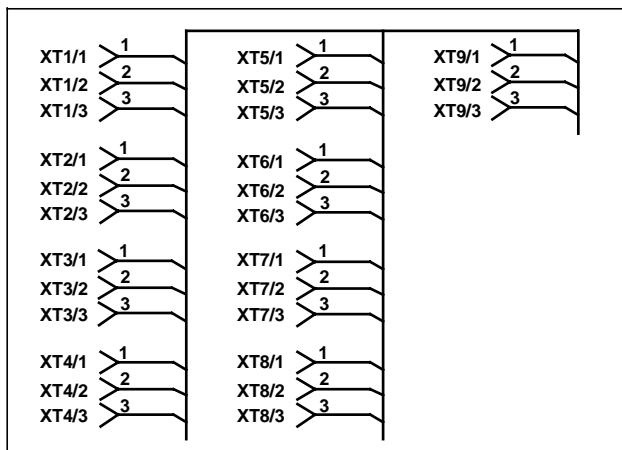 XT1/1 1
XT1/2 2
XT1/3 3
XT2/1 1
XT2/2 2
XT2/3 3
XT3/1 1
XT3/2 2
XT3/3 3
XT4/1 1
XT4/2 2
XT4/3 3
XT5/1 1
XT5/2 2
XT5/3 3
XT6/1 1
XT6/2 2
XT6/3 3
XT7/1 1
XT7/2 2
XT7/3 3
XT8/1 1
XT8/2 2
XT8/3 3
XT9/1 1
XT9/2 2
XT9/3 3